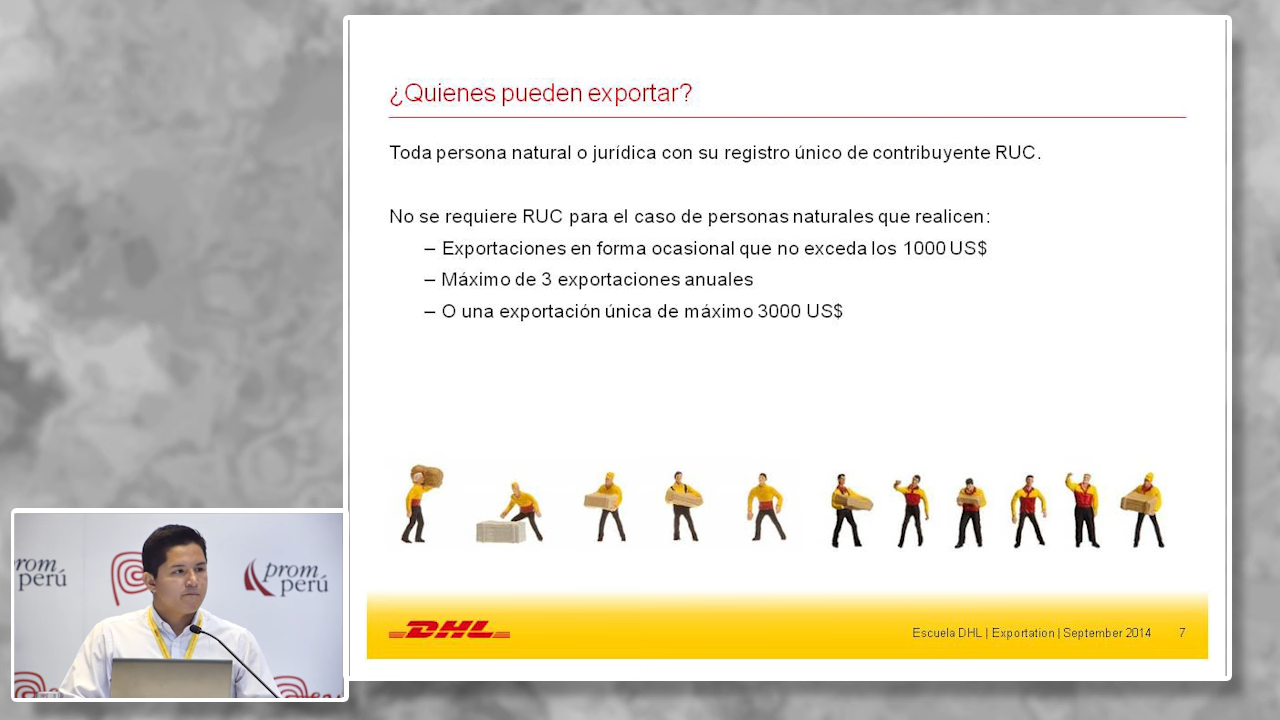 ¿Quienes pueden exportar?
Toda persona natural o jurídica con su registro único de contribuyente RUC.
No se requiere RUC para el caso de personas naturales que realicen:
– Exportaciones en forma ocasional que no exceda los 1000 US$
– Máximo de 3 exportaciones anuales
– O una exportación única de máximo 3000 US$
DHL
Escuela DHL | Exportation | September 2014 7
rom
perú
prom
perú